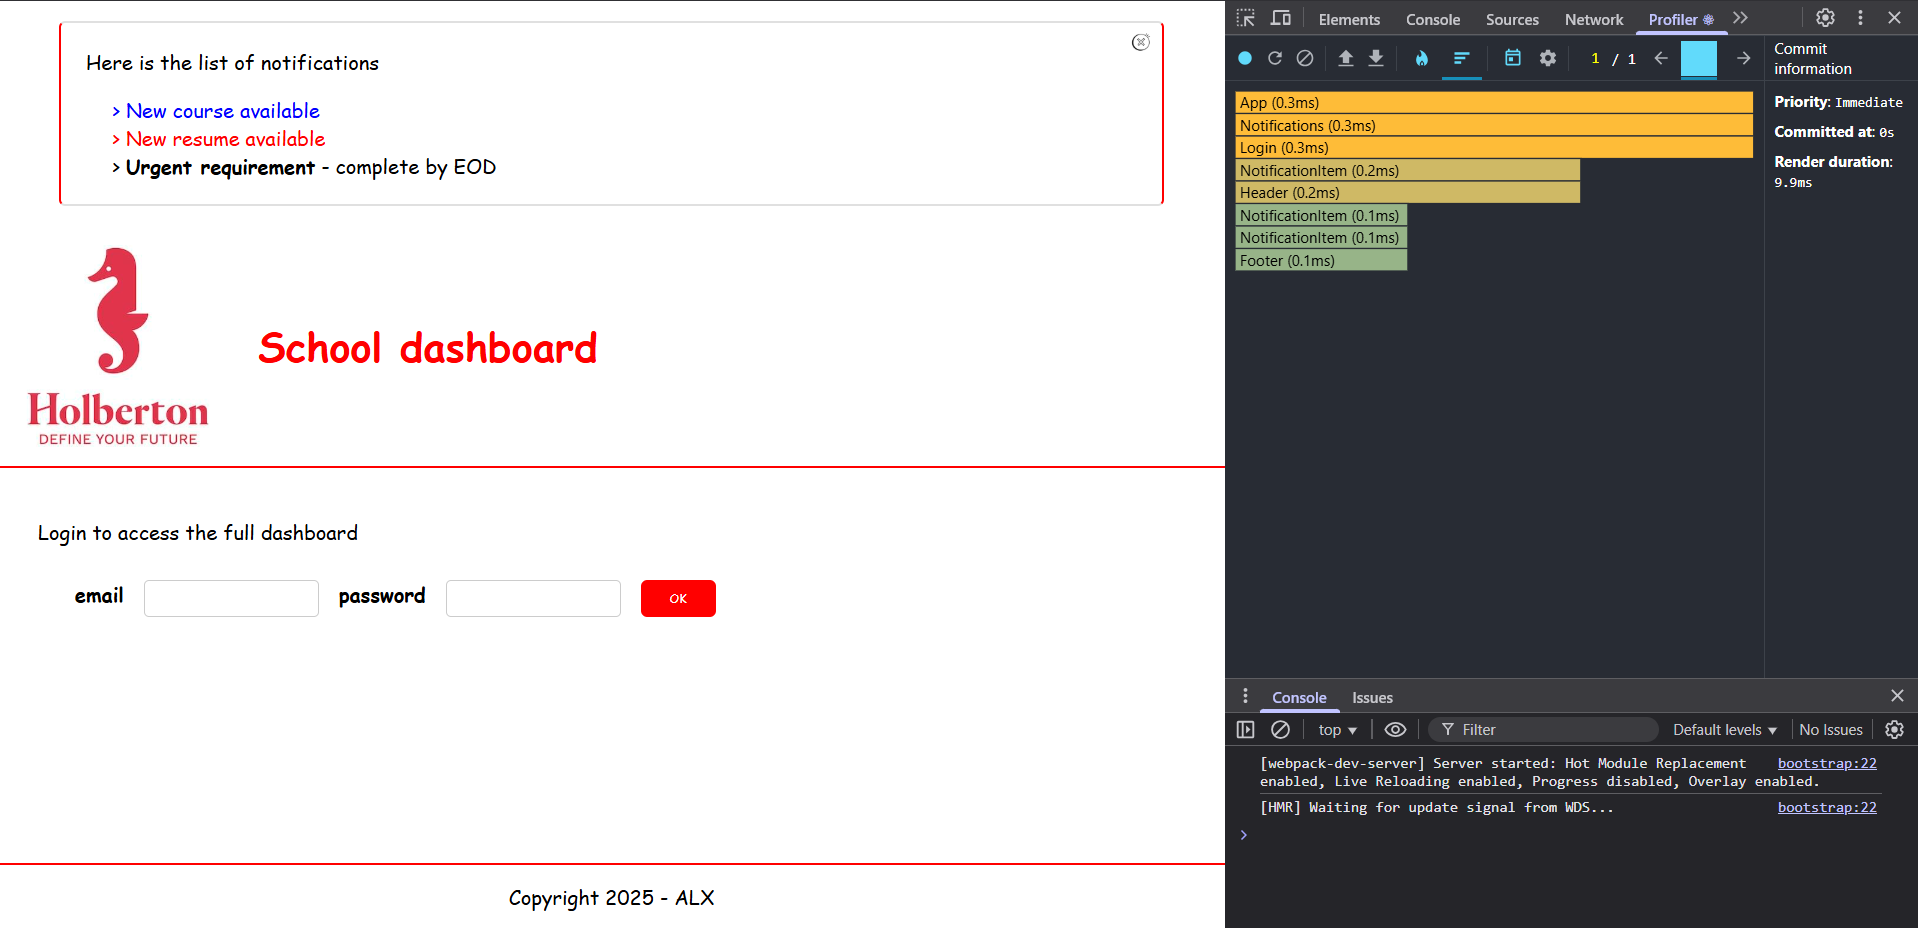 Here is the list of notifications
> New course available
> New resume available
> Urgent requirement - complete by EOD
Holberton
DEFINE YOUR FUTURE
School dashboard
Login to access the full dashboard
email
password
OK
Copyright 2025 - ALX
Elements Console Sources Network Profiler
1 / 1
App (0.3ms)
Notifications (0.3ms)
Login (0.3ms)
NotificationItem (0.2ms)
Header (0.2ms)
NotificationItem (0.1ms)
NotificationItem (0.1ms)
Footer (0.1ms)
Commit
information
Priority: Immediate
Committed at: 0s
Render duration:
9.9ms
Console Issues
top Filter Default levels No Issues
[webpack-dev-server] Server started: Hot Module Replacement bootstrap:22
enabled, Live Reloading enabled, Progress disabled, Overlay enabled.
[HMR] Waiting for update signal from WDS... bootstrap:22
>